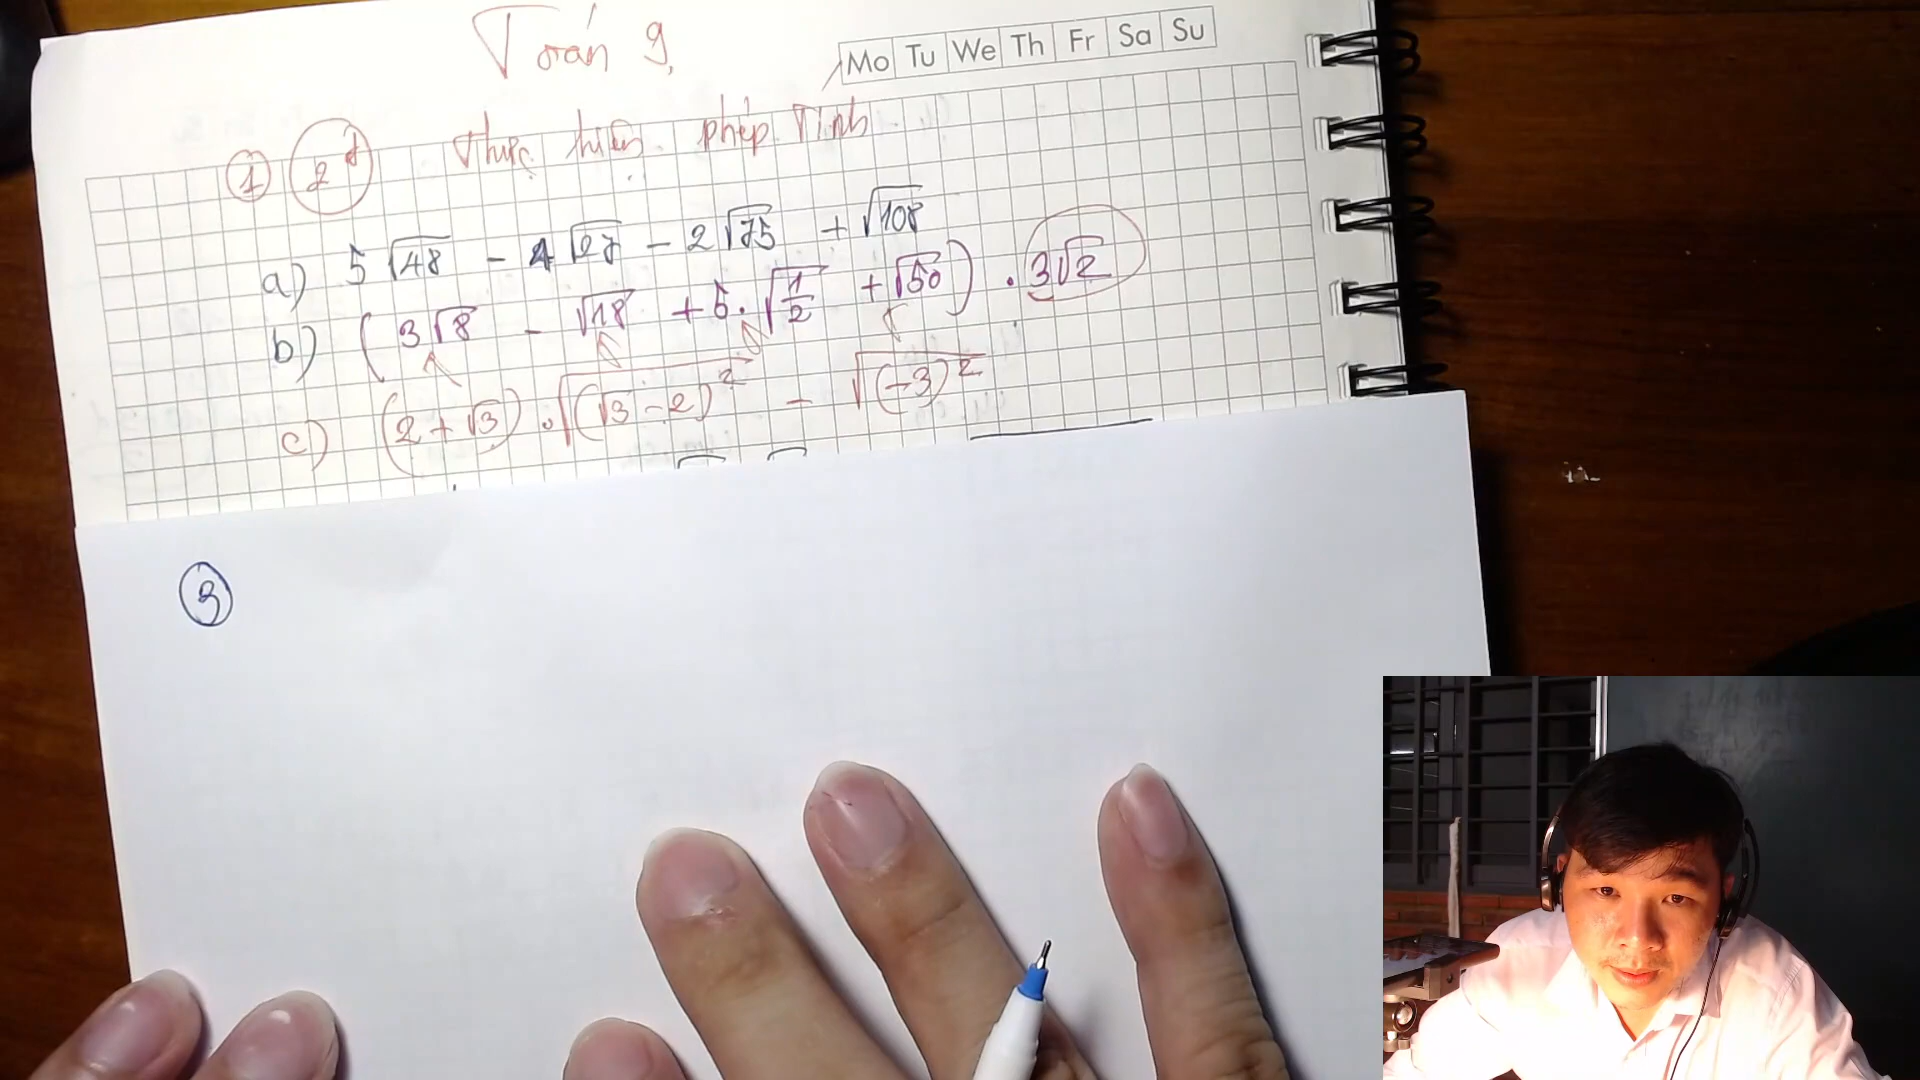 Toán 9
Mo Tu We Th Fr Sa Su
① 2đ Thực hiện phép Tính
a) 5√48 - 4√27 - 2√75 + √108
b) (3√8 - √18 + 5.√(1/2) + √50) . 3√2
c) (2 + √3) . √((√3 - 2)²) - √((-3)²)
③